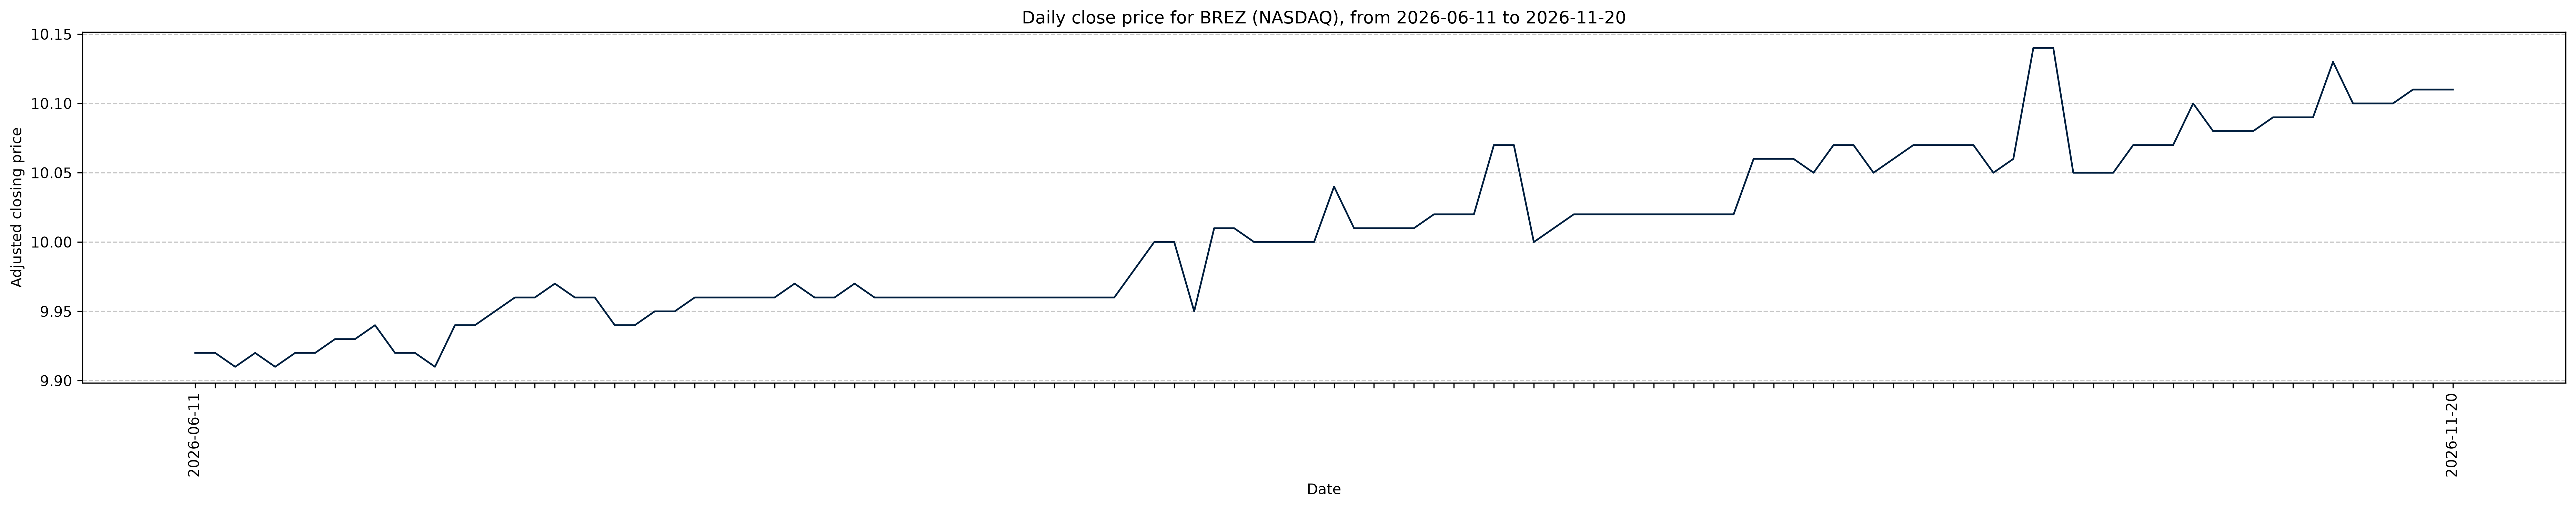 Daily close price for BREZ (NASDAQ), from 2026-06-11 to 2026-11-20
Adjusted closing price
10.15
10.10
10.05
10.00
9.95
9.90
2026-06-11
2026-11-20
Date